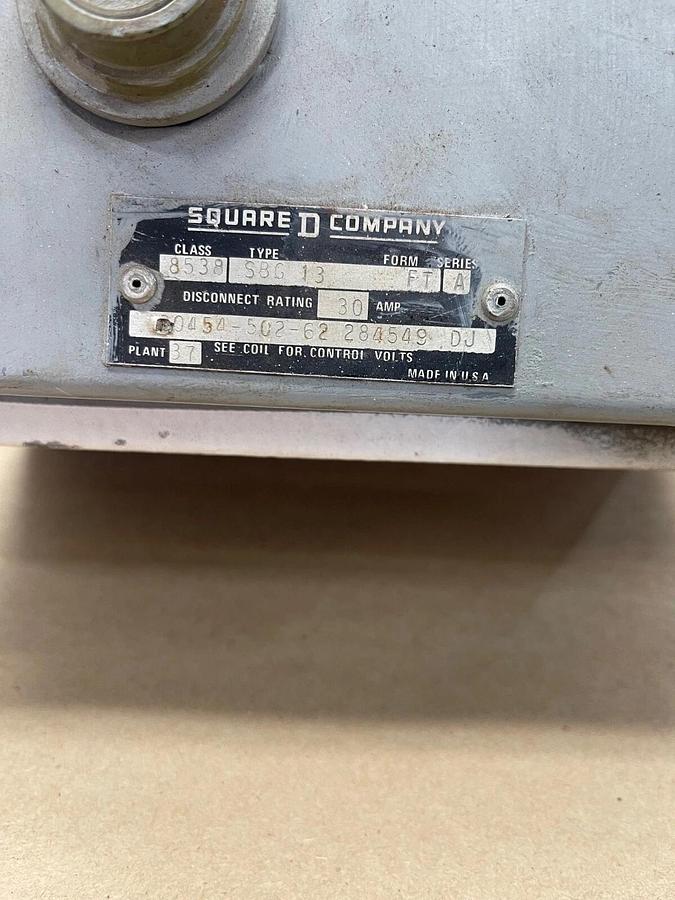 SQUARE D COMPANY
CLASS TYPE FORM SERIES
8538 SBG 13 FT A
DISCONNECT RATING 30 AMP
0454-502-62 284549 DJ
PLANT 37 SEE COIL FOR CONTROL VOLTS
MADE IN U.S.A.